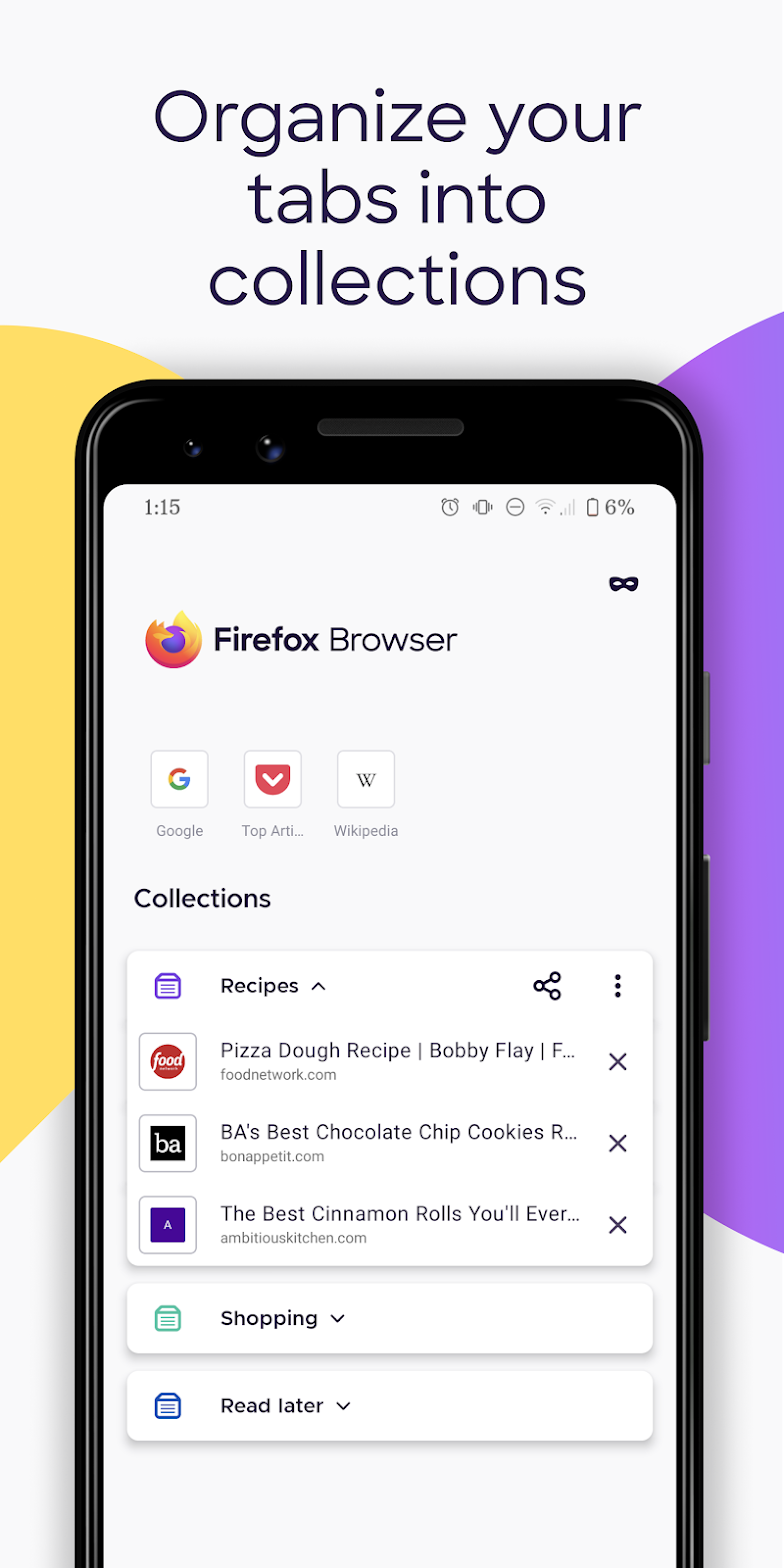 Organize your
tabs into
collections
1:15
6%
Firefox Browser
G
W
Google
Top Arti...
Wikipedia
Collections
Recipes
food
network
Pizza Dough Recipe | Bobby Flay | F...
foodnetwork.com
ba
BA's Best Chocolate Chip Cookies R...
bonappetit.com
A
The Best Cinnamon Rolls You'll Ever...
ambitiouskitchen.com
Shopping
Read later